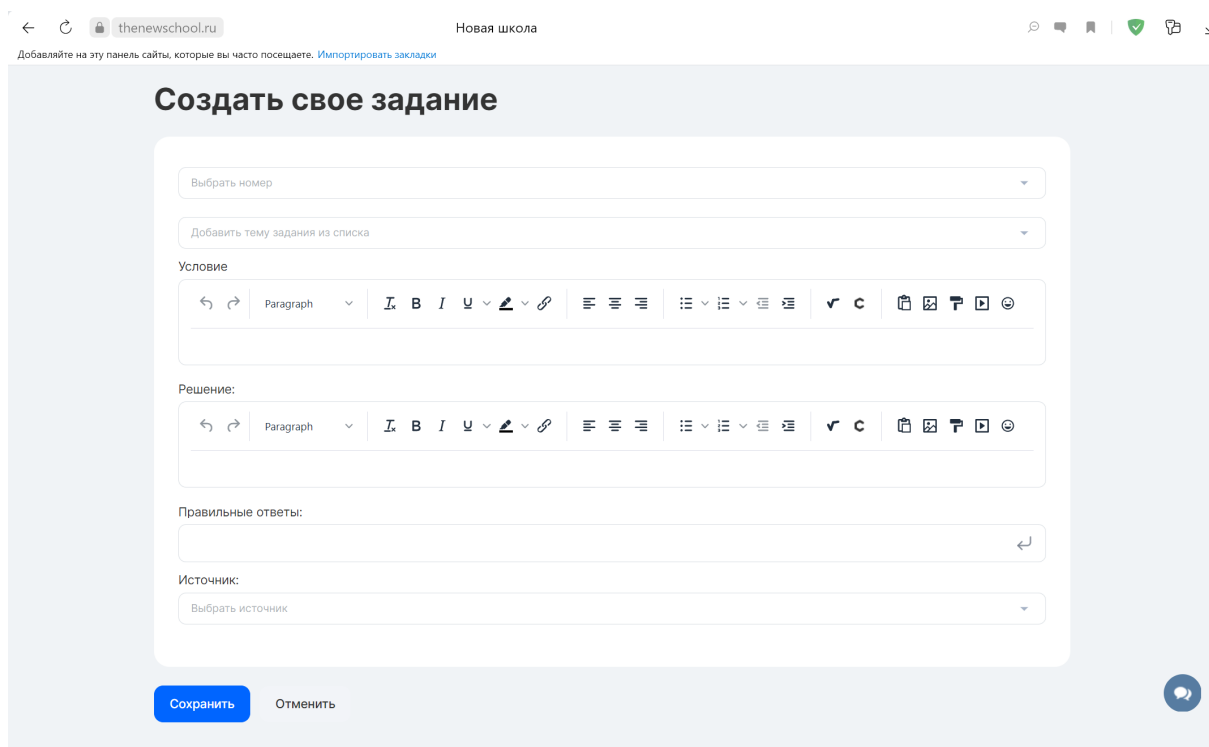 thenewschool.ru Новая школа
Добавляйте на эту панель сайты, которые вы часто посещаете. Импортировать закладки
Создать свое задание
Выбрать номер
Добавить тему задания из списка
Условие
Paragraph
Решение:
Paragraph
Правильные ответы:
Источник:
Выбрать источник
Сохранить Отменить